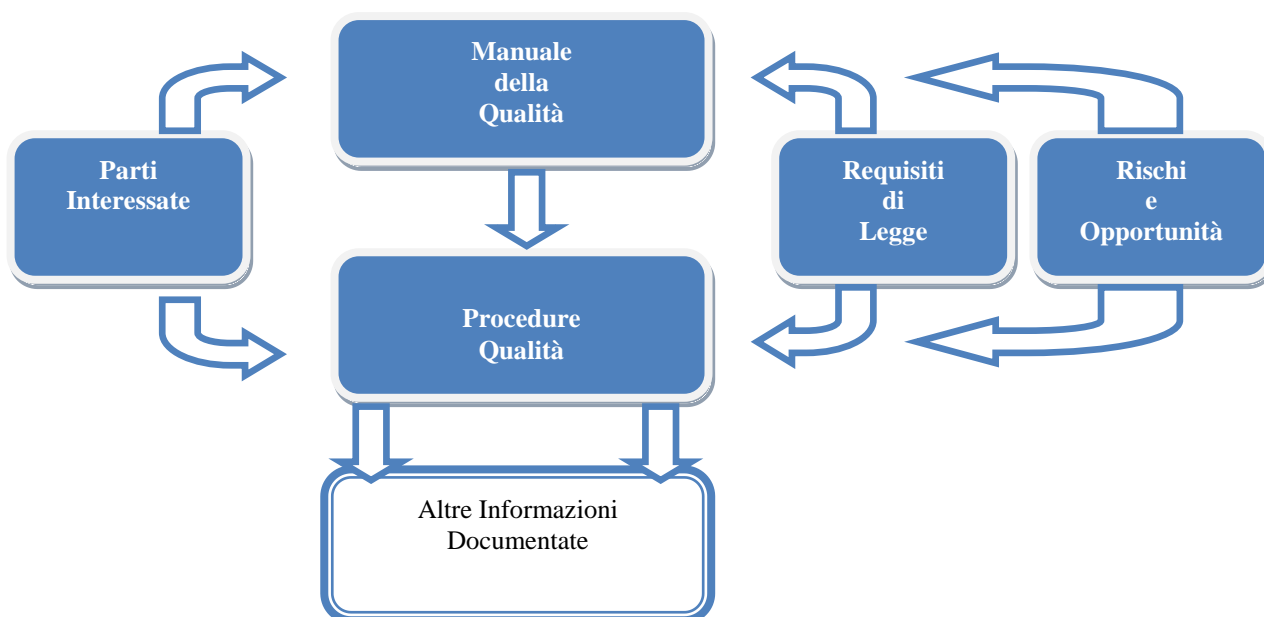 Manuale
della
Qualità
Parti
Interessate
Requisiti
di
Legge
Rischi
e
Opportunità
Procedure
Qualità
Altre Informazioni
Documentate